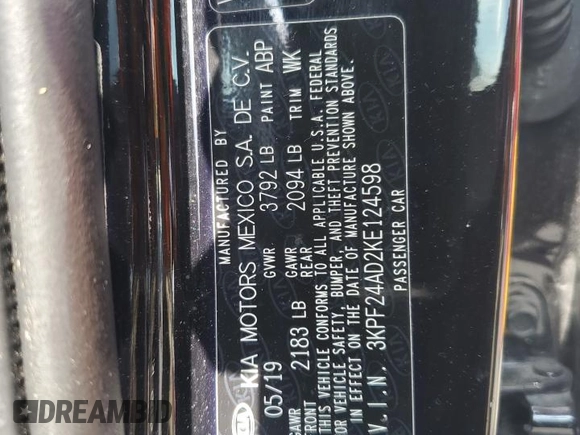 MANUFACTURED BY
KIA KIA MOTORS MEXICO S.A. DE C.V.
05/19 GVWR 3792 LB PAINT ABP
GAWR FRONT 2183 LB GAWR REAR 2094 LB TRIM WK
THIS VEHICLE CONFORMS TO ALL APPLICABLE U.S.A. FEDERAL
MOTOR VEHICLE SAFETY, BUMPER, AND THEFT PREVENTION STANDARDS
IN EFFECT ON THE DATE OF MANUFACTURE SHOWN ABOVE.
V.I.N. 3KPF24AD2KE124598
PASSENGER CAR
DREAMBID